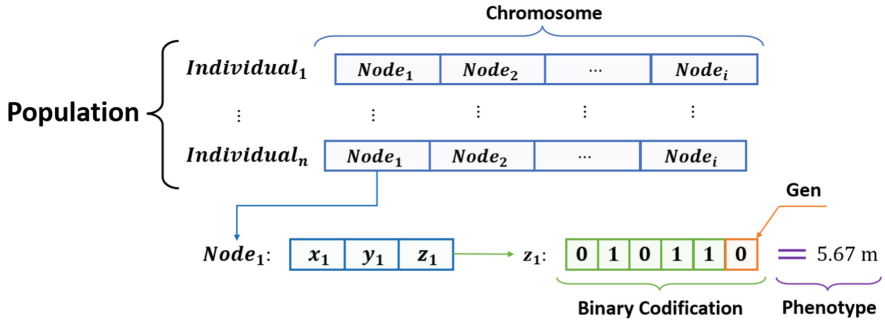 Chromosome
Individual₁ Node₁ Node₂ ... Nodeᵢ
Population
⋮ ⋮ ⋮ ⋮ ⋮
Individualₙ Node₁ Node₂ ... Nodeᵢ
Gen
Node₁: x₁ y₁ z₁ z₁: 0 1 0 1 1 0 = 5.67 m
Binary Codification Phenotype